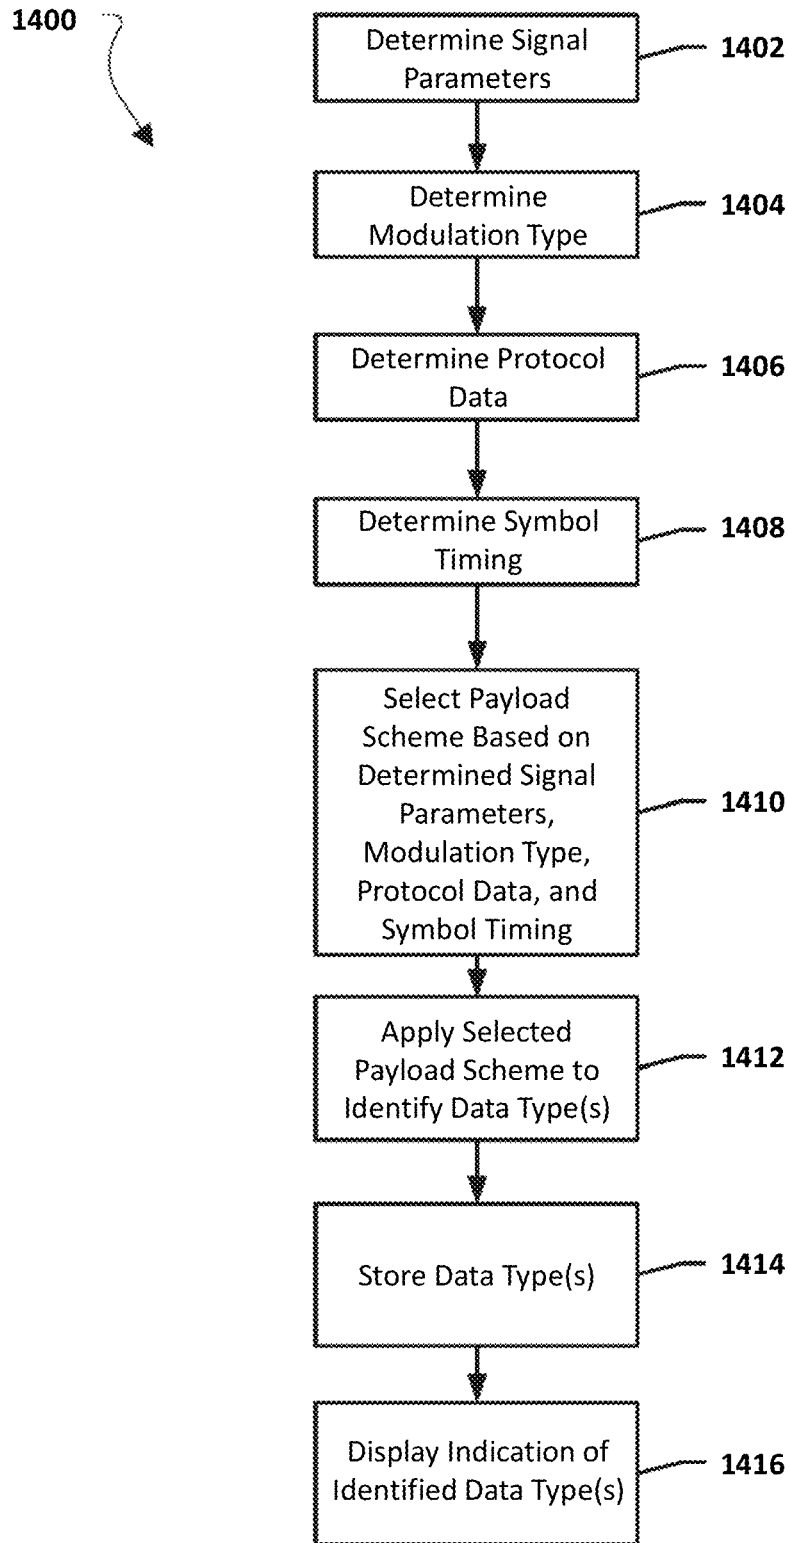 1400
Determine Signal
Parameters
1402
Determine
Modulation Type
1404
Determine Protocol
Data
1406
Determine Symbol
Timing
1408
Select Payload
Scheme Based on
Determined Signal
Parameters,
Modulation Type,
Protocol Data, and
Symbol Timing
1410
Apply Selected
Payload Scheme to
Identify Data Type(s)
1412
Store Data Type(s)
1414
Display Indication of
Identified Data Type(s)
1416